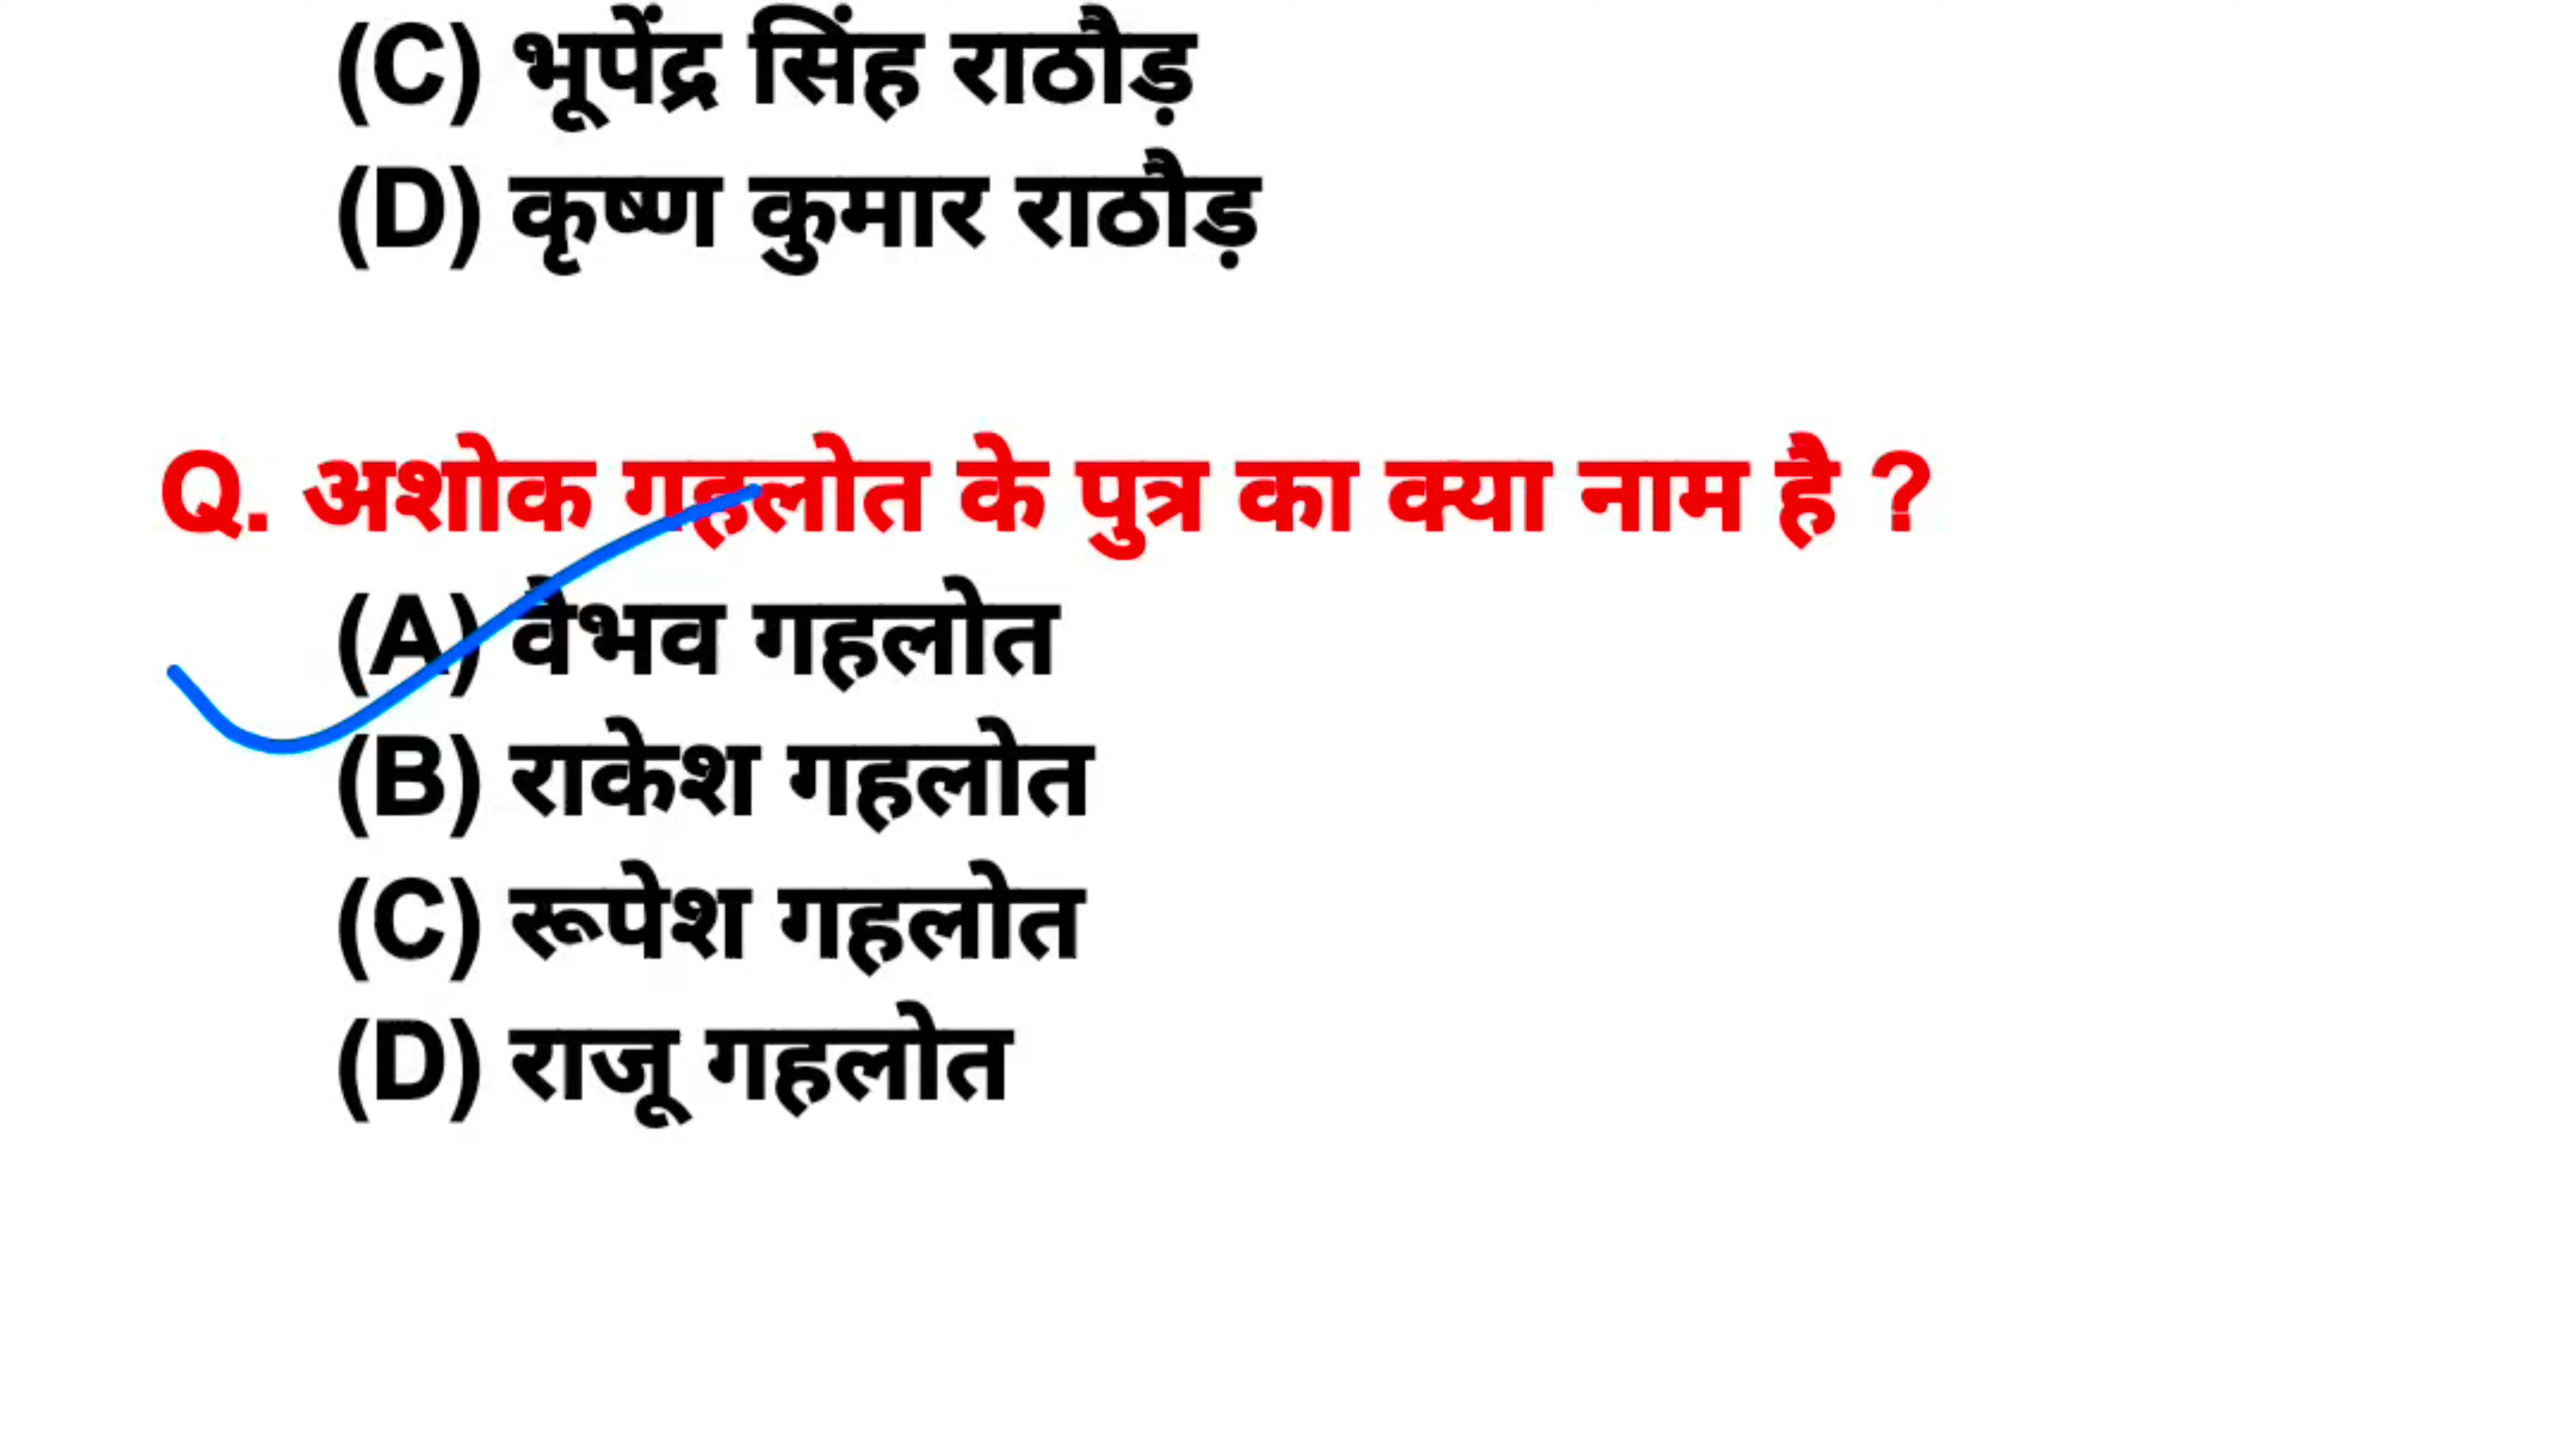 (C) भूपेंद्र सिंह राठौड़
(D) कृष्ण कुमार राठौड़
Q. अशोक गहलोत के पुत्र का क्या नाम है ?
(A) वैभव गहलोत
(B) राकेश गहलोत
(C) रूपेश गहलोत
(D) राजू गहलोत